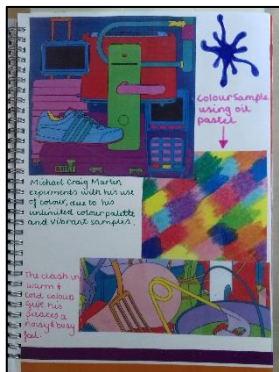 Colour Sample
using oil
pastel
Michael Craig Martin
experiments with his use
of colour, due to his
unlimited colour palette
and vibrant samples.
The clash in
warm &
cold colours
give his
pieces a
noisy & busy
feel.